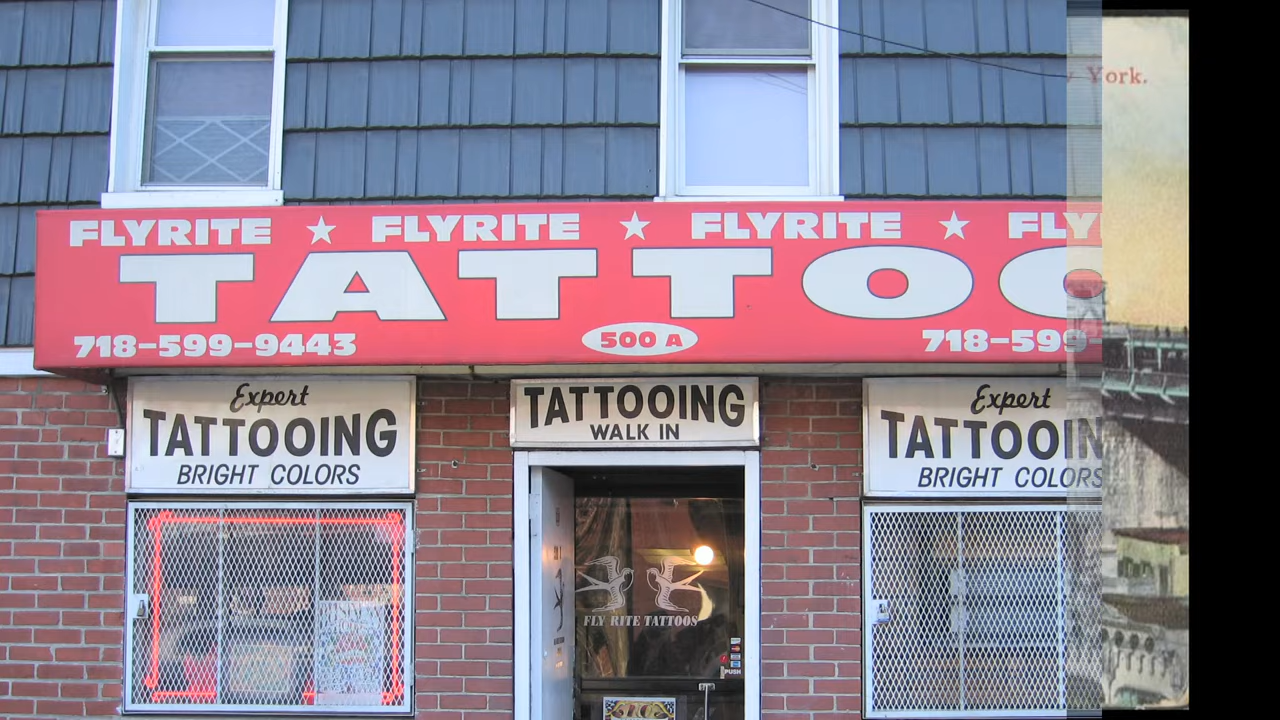 FLYRITE ★ FLYRITE ★ FLYRITE ★ FLY
TATTOO
718-599-9443 500 A 718-599-
Expert
TATTOOING
BRIGHT COLORS
TATTOOING
WALK IN
Expert
TATTOOIN
BRIGHT COLORS
FLY RITE TATTOOS
PUSH
York.